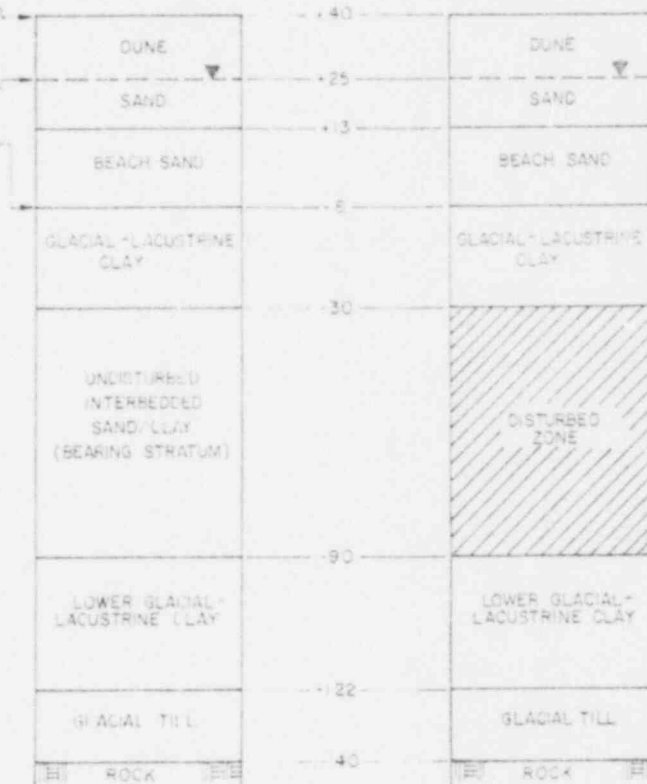 +40
DUNE
DUNE
+25
SAND
SAND
+13
BEACH SAND
BEACH SAND
6
GLACIAL-LACUSTRINE
CLAY
GLACIAL-LACUSTRINE
CLAY
30
UNDISTURBED
INTERBEDDED
SAND/CLAY
(BEARING STRATUM)
DISTURBED
ZONE
90
LOWER GLACIAL-
LACUSTRINE CLAY
LOWER GLACIAL-
LACUSTRINE CLAY
-122
GLACIAL TILL
GLACIAL TILL
40
ROCK
ROCK